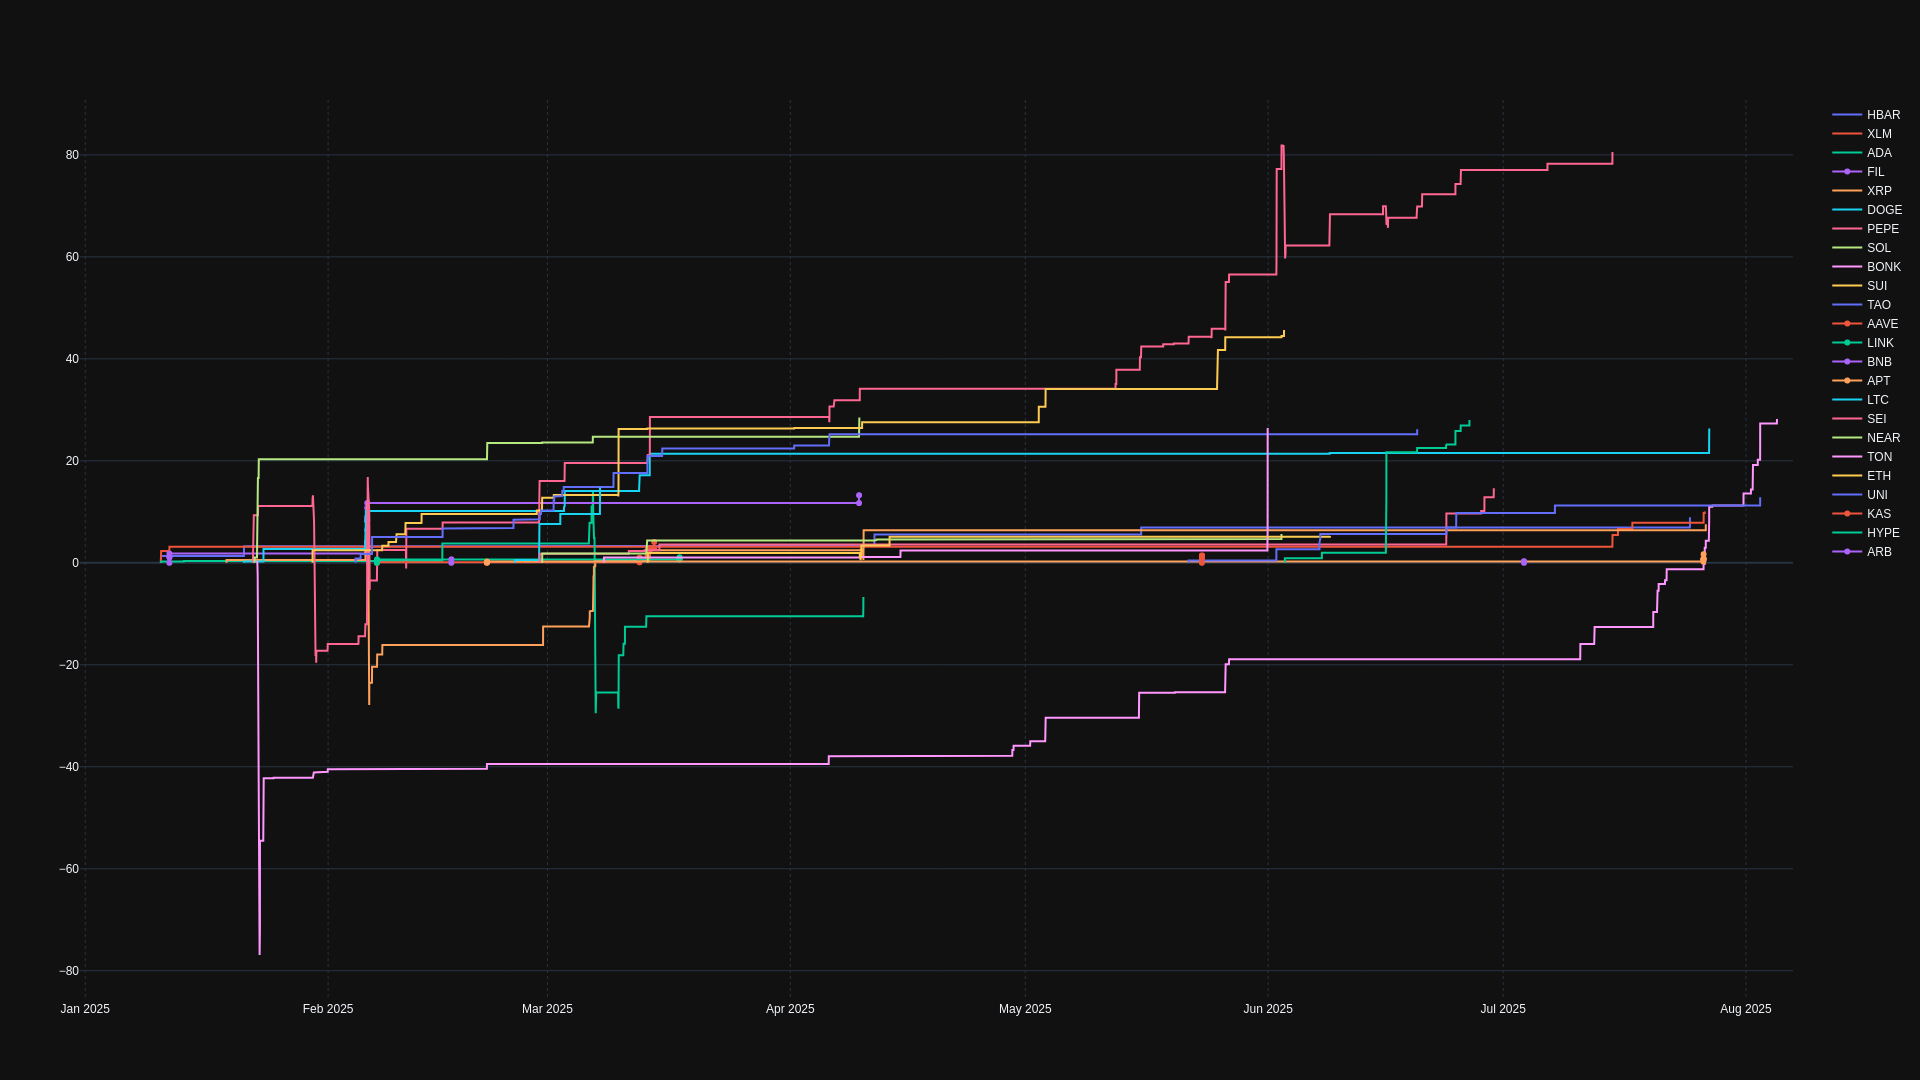 80
60
40
20
0
−20
−40
−60
−80
Jan 2025
Feb 2025
Mar 2025
Apr 2025
May 2025
Jun 2025
Jul 2025
Aug 2025
HBAR
XLM
ADA
FIL
XRP
DOGE
PEPE
SOL
BONK
SUI
TAO
AAVE
LINK
BNB
APT
LTC
SEI
NEAR
TON
ETH
UNI
KAS
HYPE
ARB